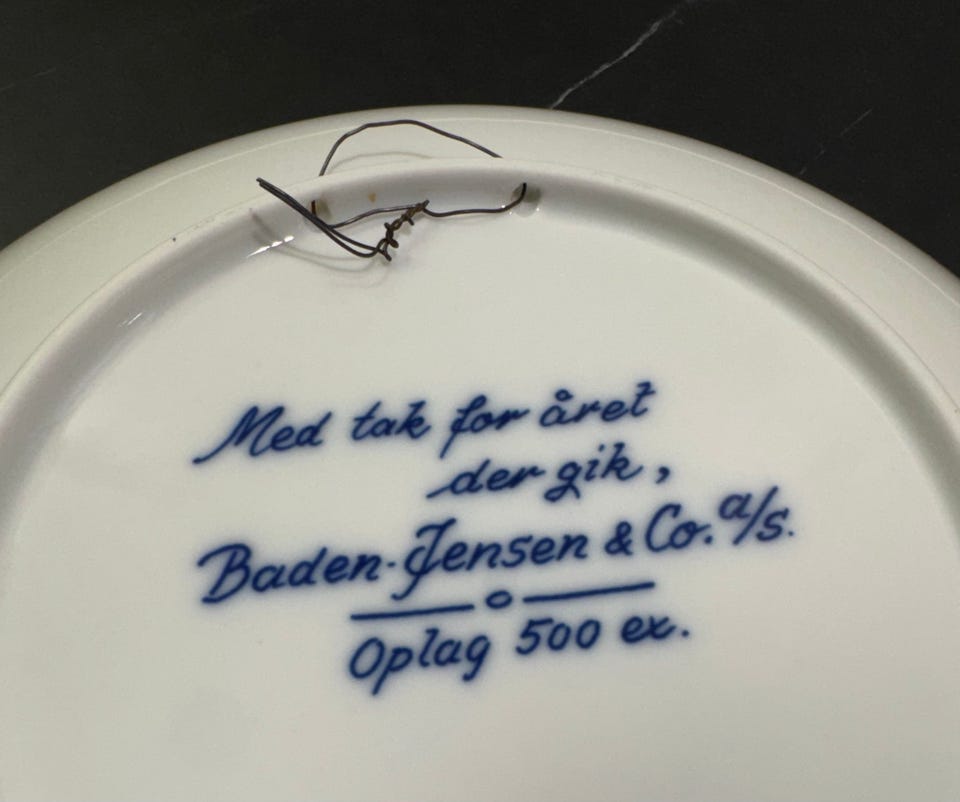 Med tak for året
der gik,
Baden-Jensen & Co. a/s.
Oplag 500 ex.